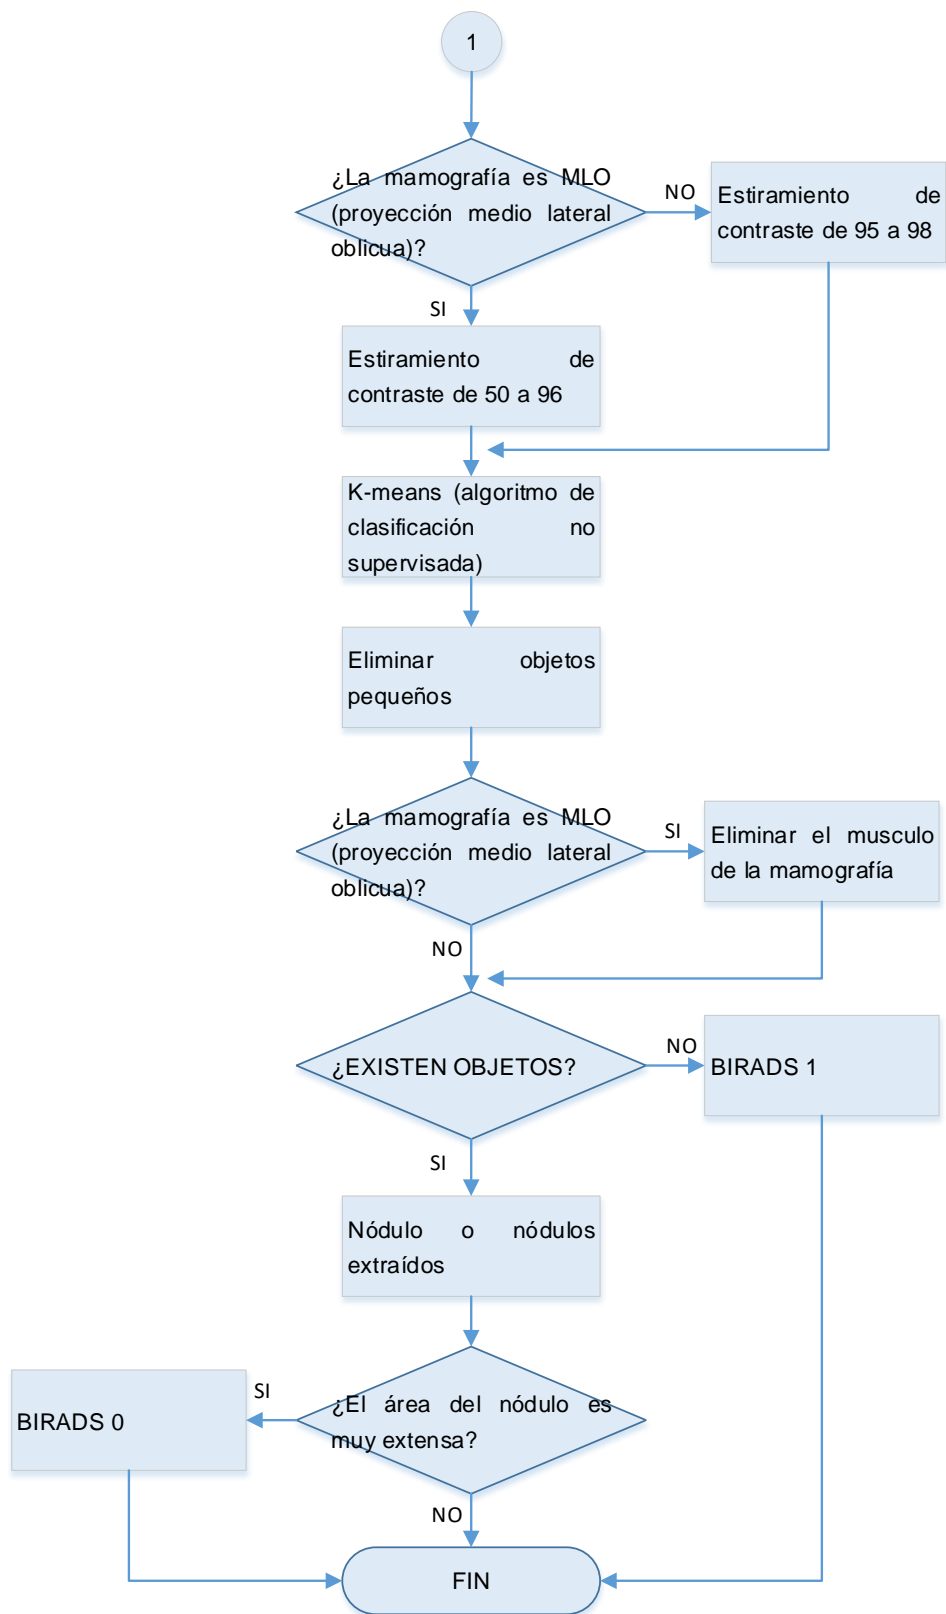 1
¿La mamografía es MLO
(proyección medio lateral
oblicua)?
NO
Estiramiento de
contraste de 95 a 98
SI
Estiramiento de
contraste de 50 a 96
K-means (algoritmo de
clasificación no
supervisada)
Eliminar objetos
pequeños
¿La mamografía es MLO
(proyección medio lateral
oblicua)?
SI
Eliminar el musculo
de la mamografía
NO
¿EXISTEN OBJETOS?
NO
BIRADS 1
SI
Nódulo o nódulos
extraídos
¿El área del nódulo es
muy extensa?
SI
BIRADS 0
NO
FIN